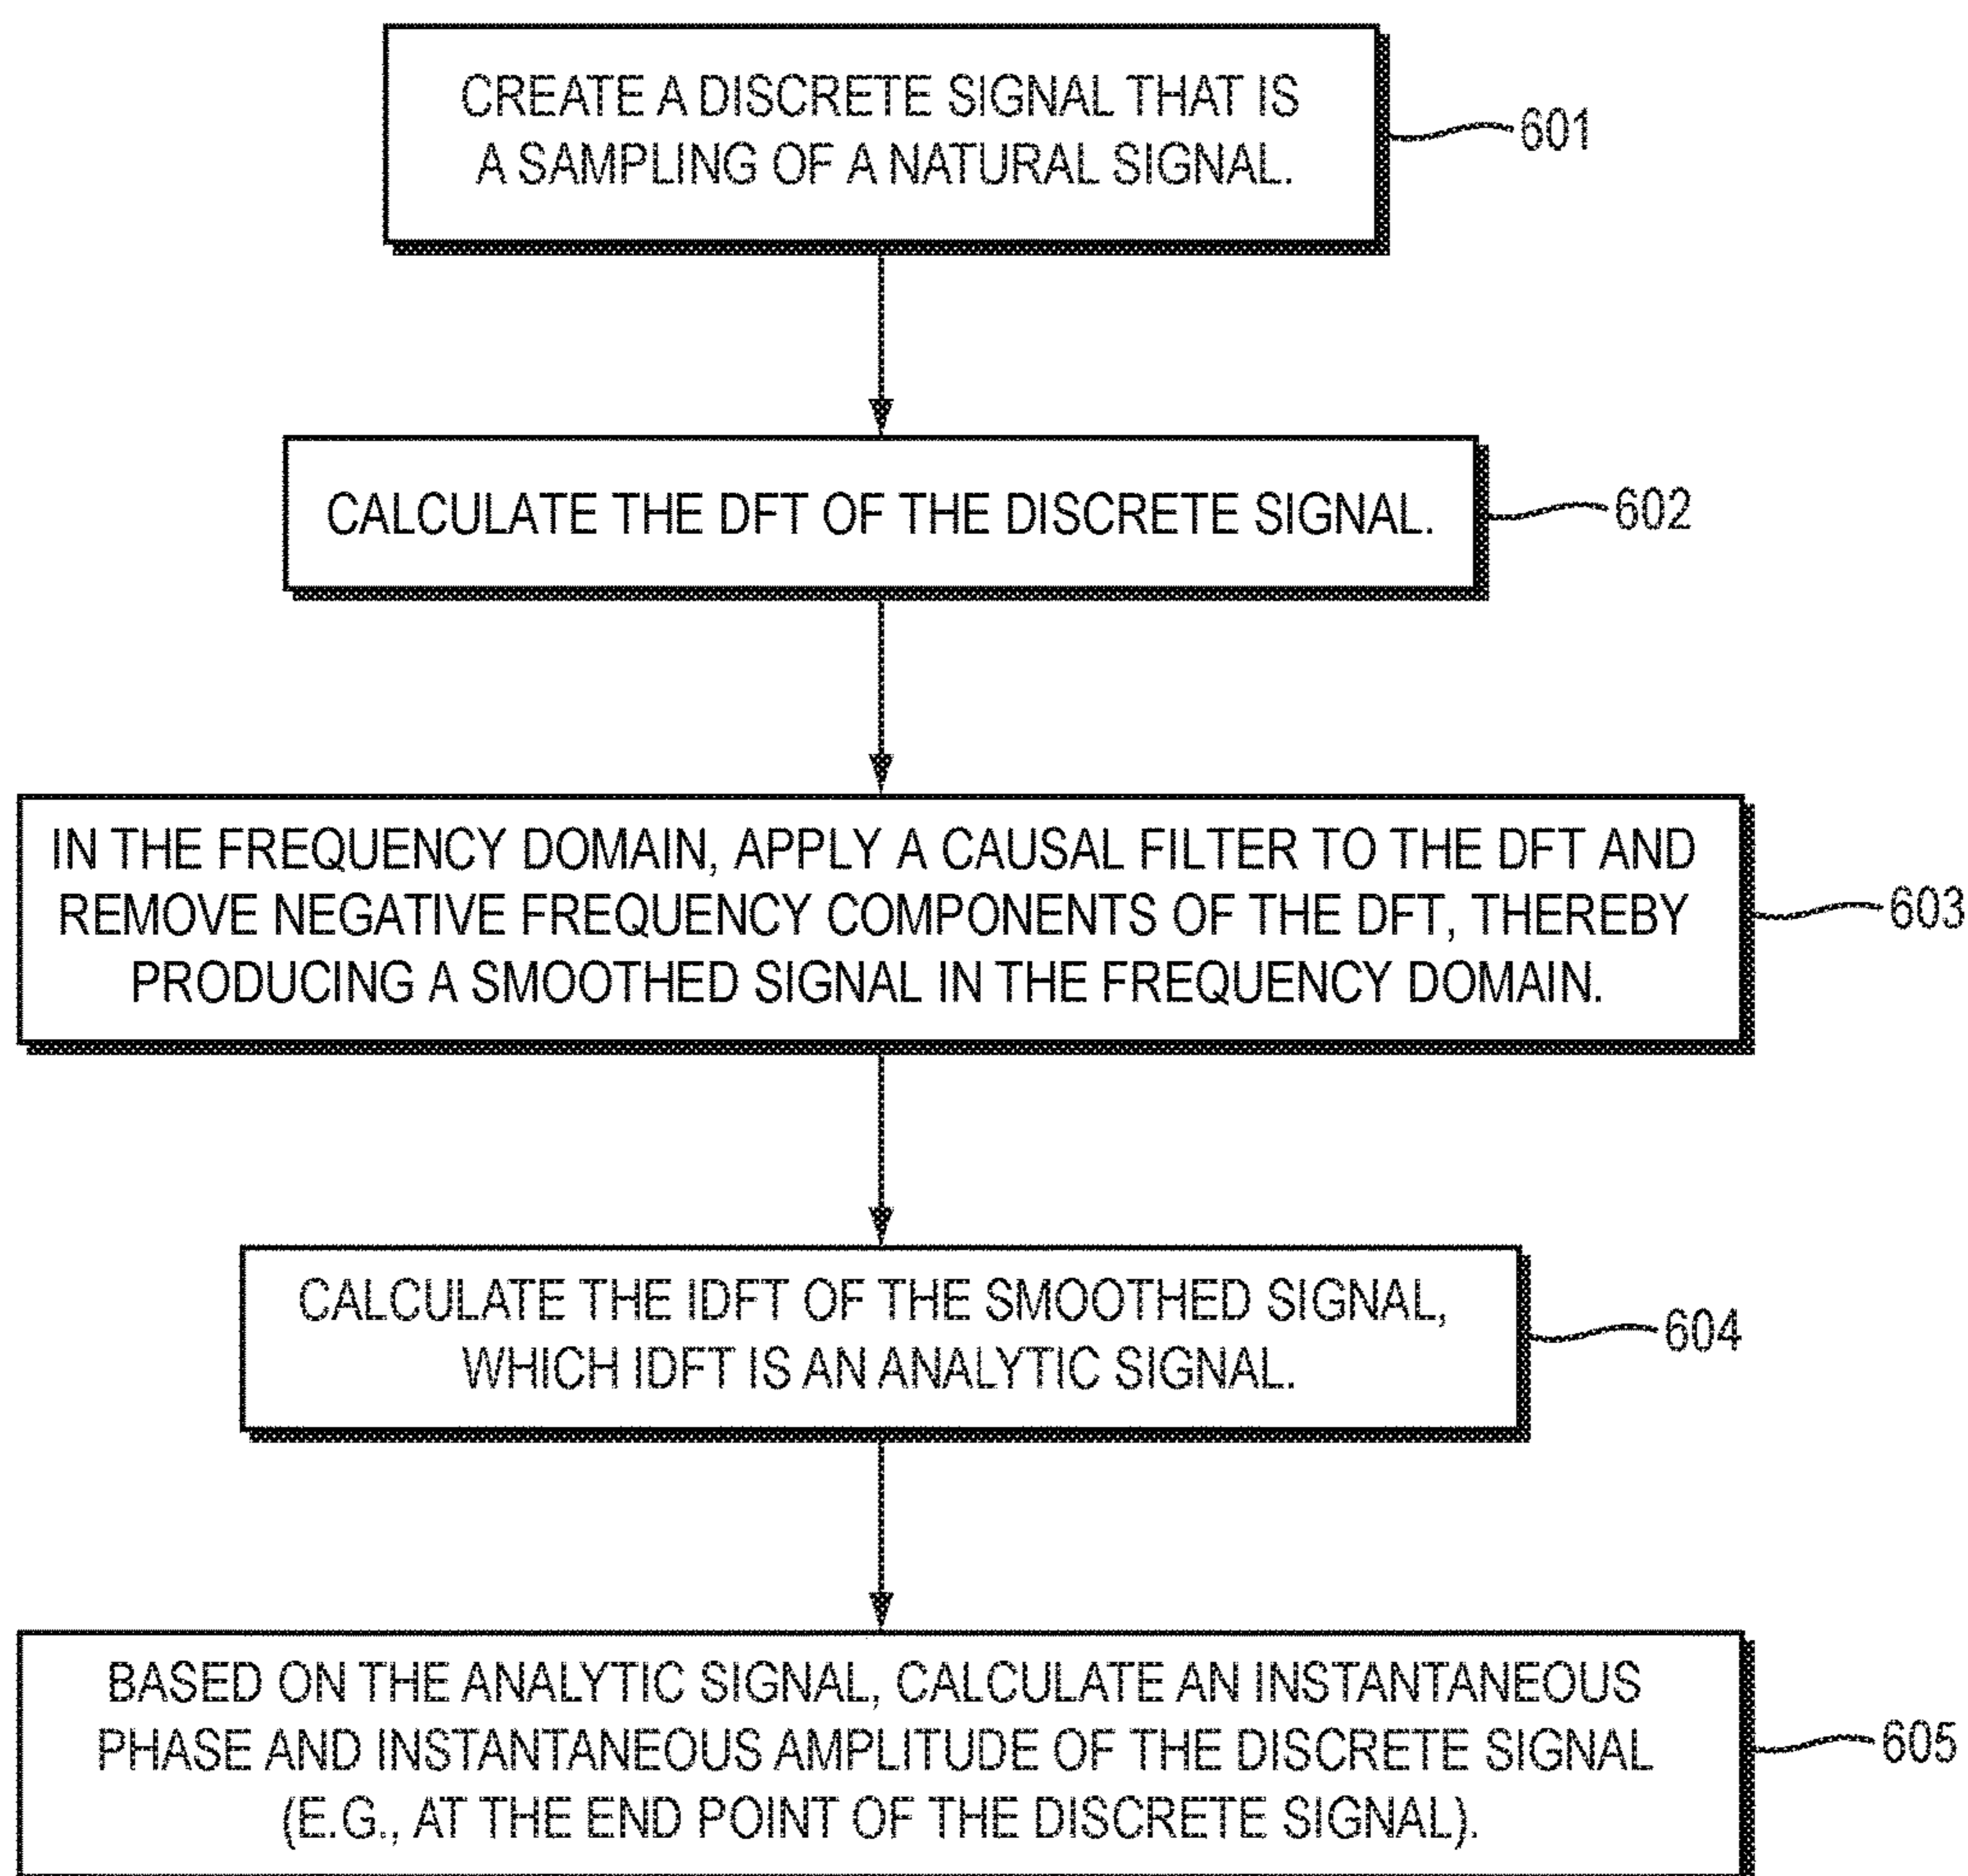 CREATE A DISCRETE SIGNAL THAT IS
A SAMPLING OF A NATURAL SIGNAL.
601
CALCULATE THE DFT OF THE DISCRETE SIGNAL.
602
IN THE FREQUENCY DOMAIN, APPLY A CAUSAL FILTER TO THE DFT AND
REMOVE NEGATIVE FREQUENCY COMPONENTS OF THE DFT, THEREBY
PRODUCING A SMOOTHED SIGNAL IN THE FREQUENCY DOMAIN.
603
CALCULATE THE IDFT OF THE SMOOTHED SIGNAL,
WHICH IDFT IS AN ANALYTIC SIGNAL.
604
BASED ON THE ANALYTIC SIGNAL, CALCULATE AN INSTANTANEOUS
PHASE AND INSTANTANEOUS AMPLITUDE OF THE DISCRETE SIGNAL
(E.G., AT THE END POINT OF THE DISCRETE SIGNAL).
605